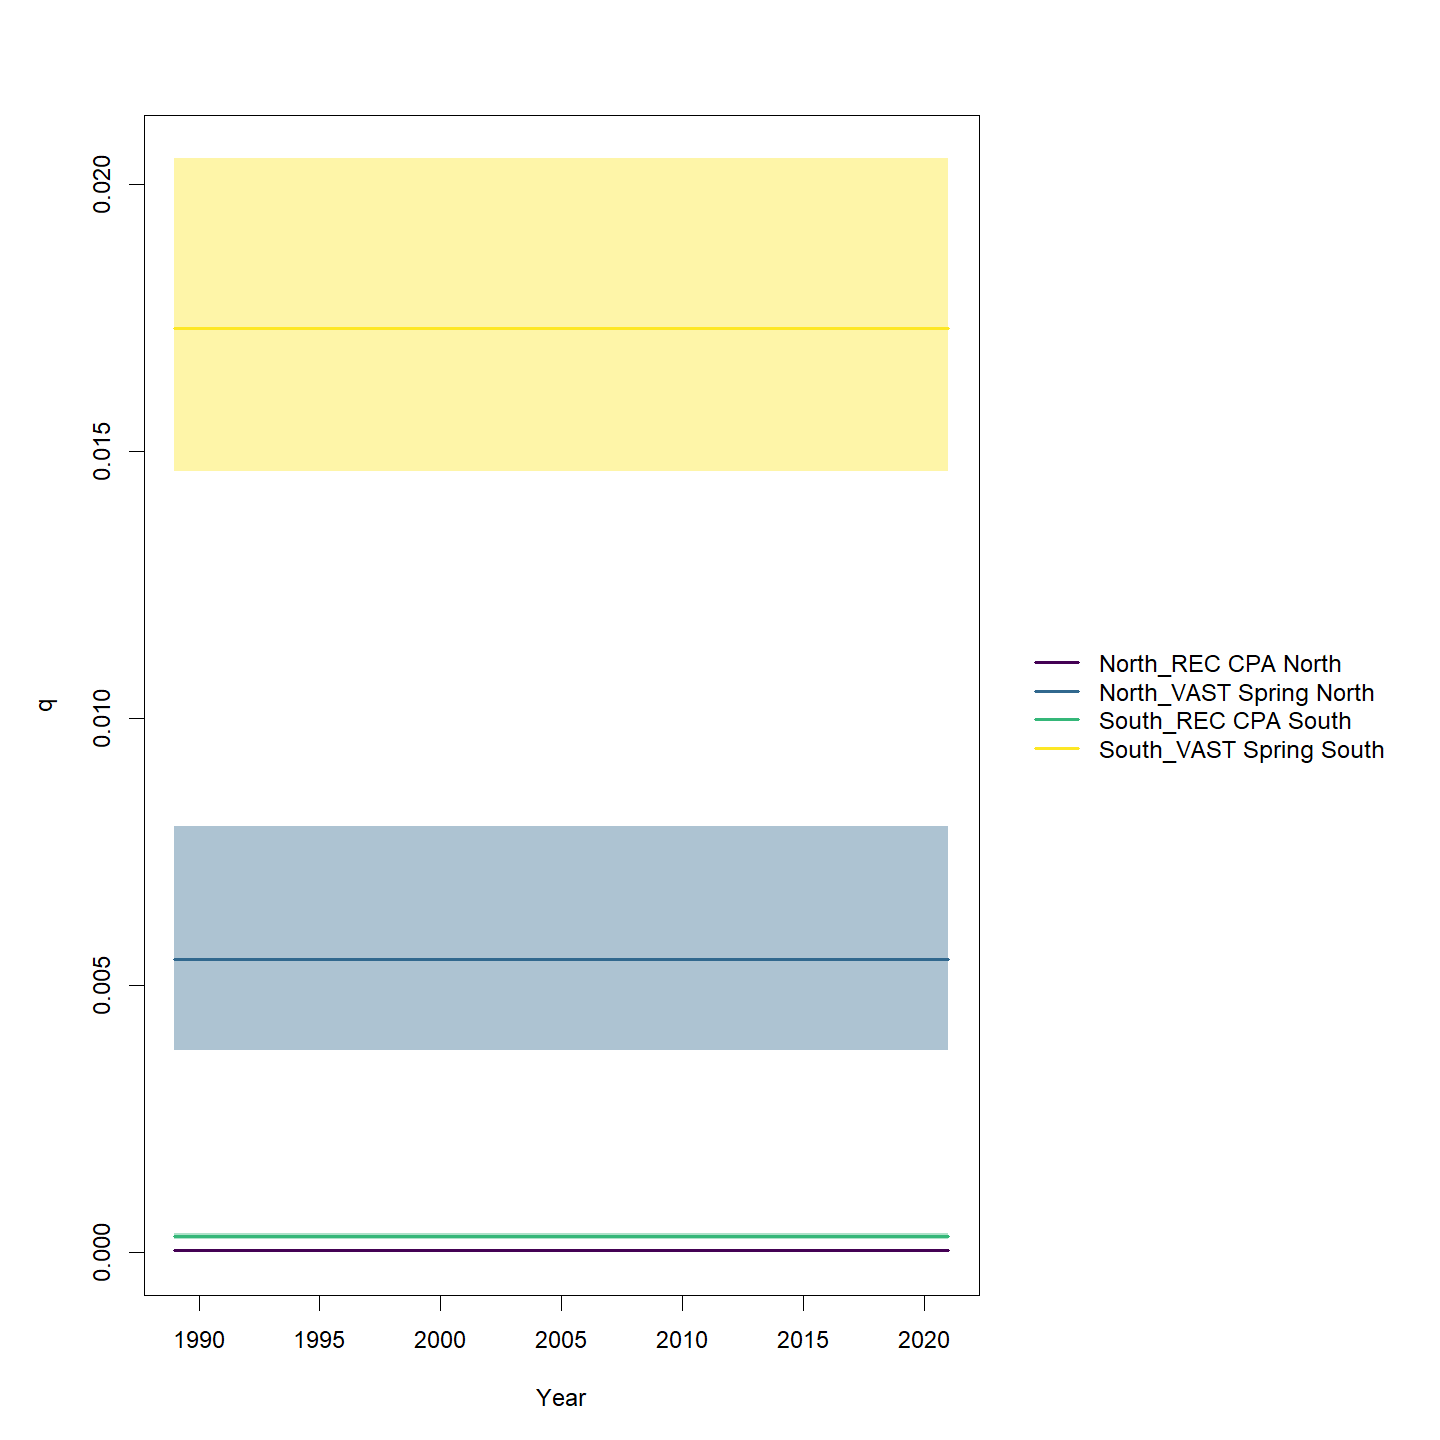 0.020
0.015
0.010
0.005
0.000
q
1990 1995 2000 2005 2010 2015 2020
Year
North_REC CPA North
North_VAST Spring North
South_REC CPA South
South_VAST Spring South